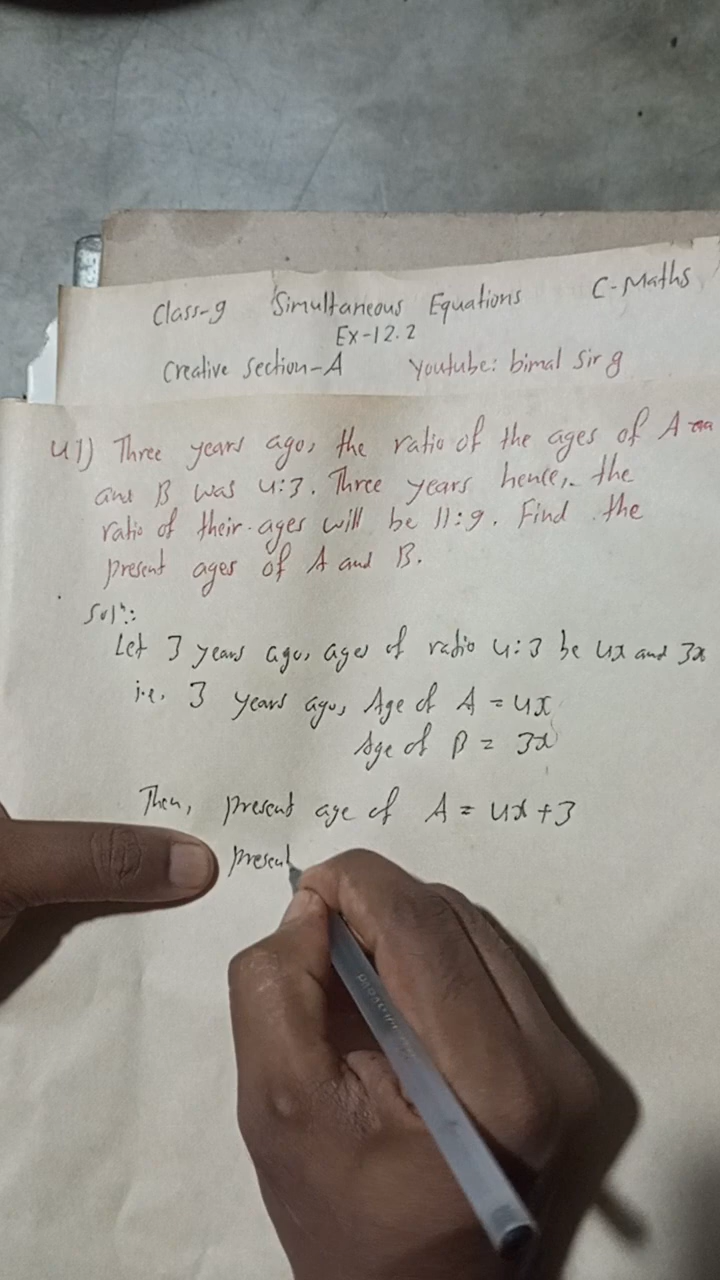 Class-9 Simultaneous Equations C-Maths
Ex-12.2
Creative Section-A Youtube: bimal Sir g
41) Three years ago, the ratio of the ages of A
and B was 4:3. Three years hence, the
ratio of their ages will be 11:9. Find the
present ages of A and B.
Solⁿ:
Let 3 years ago, ages of ratio 4:3 be 4x and 3x
i.e. 3 years ago, Age of A = 4x
Age of B = 3x
Then, present age of A = 4x + 3
present